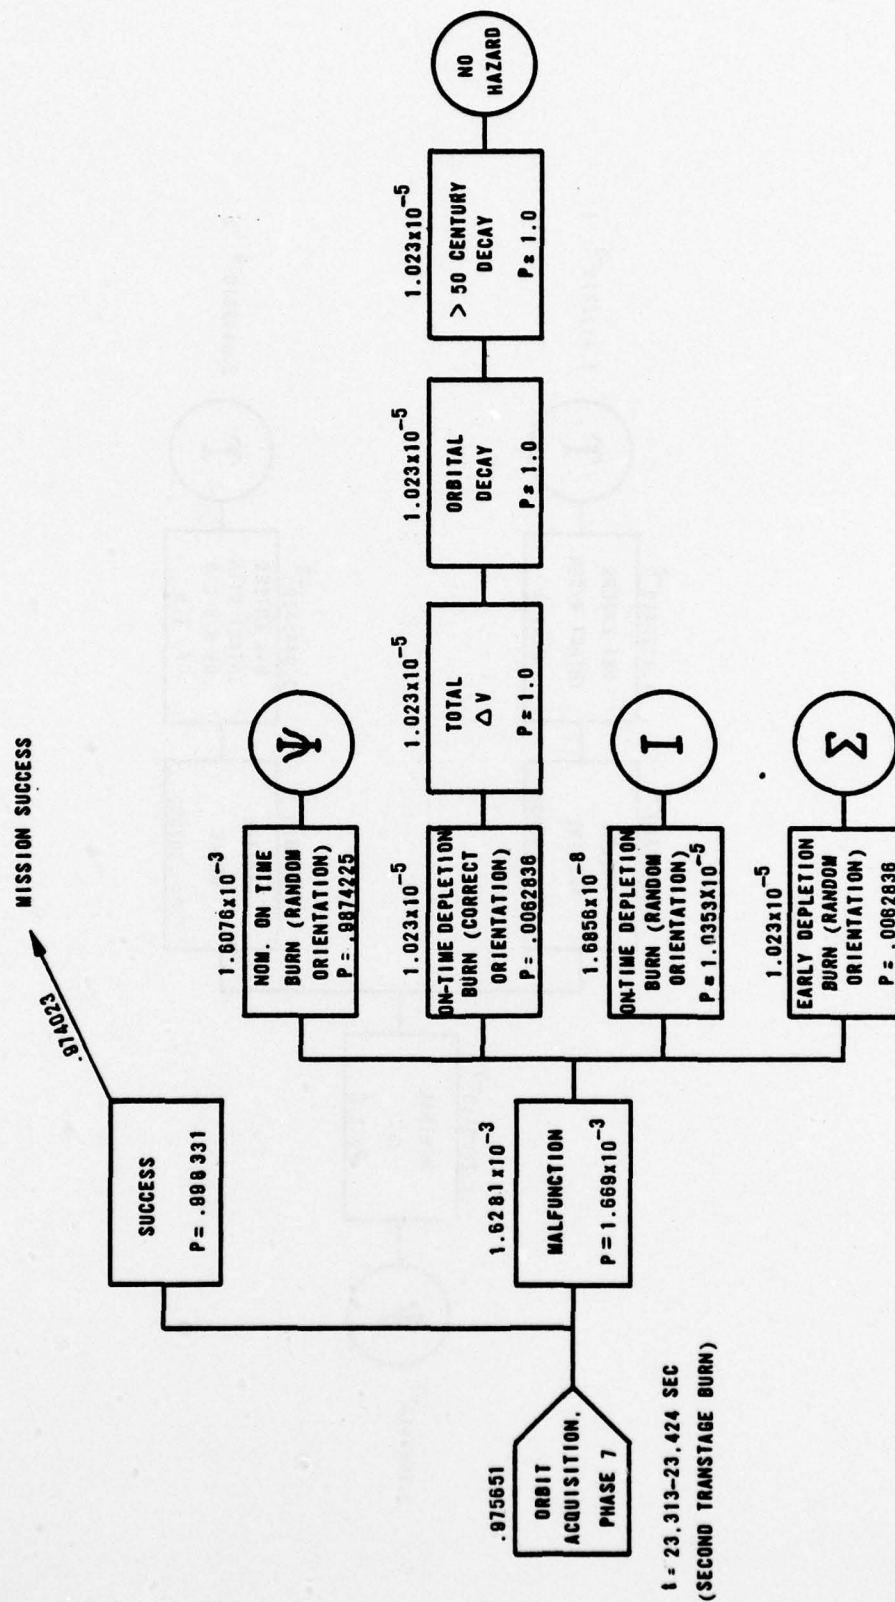 MISSION SUCCESS
.974023
SUCCESS
P = .998331
.975651
ORBIT
ACQUISITION,
PHASE 7
t = 23,313-23,424 SEC
(SECOND TRANSTAGE BURN)
1.6281x10⁻³
MALFUNCTION
P = 1.669x10⁻³
1.6076x10⁻³
NOM. ON TIME
BURN (RANDOM
ORIENTATION)
P = .9874225
Ψ
1.023x10⁻⁵
ON-TIME DEPLETION
BURN (CORRECT
ORIENTATION)
P = .0062836
1.023x10⁻⁵
TOTAL
ΔV
P = 1.0
1.023x10⁻⁵
ORBITAL
DECAY
P = 1.0
1.023x10⁻⁵
> 50 CENTURY
DECAY
P = 1.0
NO
HAZARD
1.6856x10⁻⁸
ON-TIME DEPLETION
BURN (RANDOM
ORIENTATION)
P = 1.0353X10⁻⁵
I
1.023x10⁻⁵
EARLY DEPLETION
BURN (RANDOM
ORIENTATION)
P = .0062836
Σ